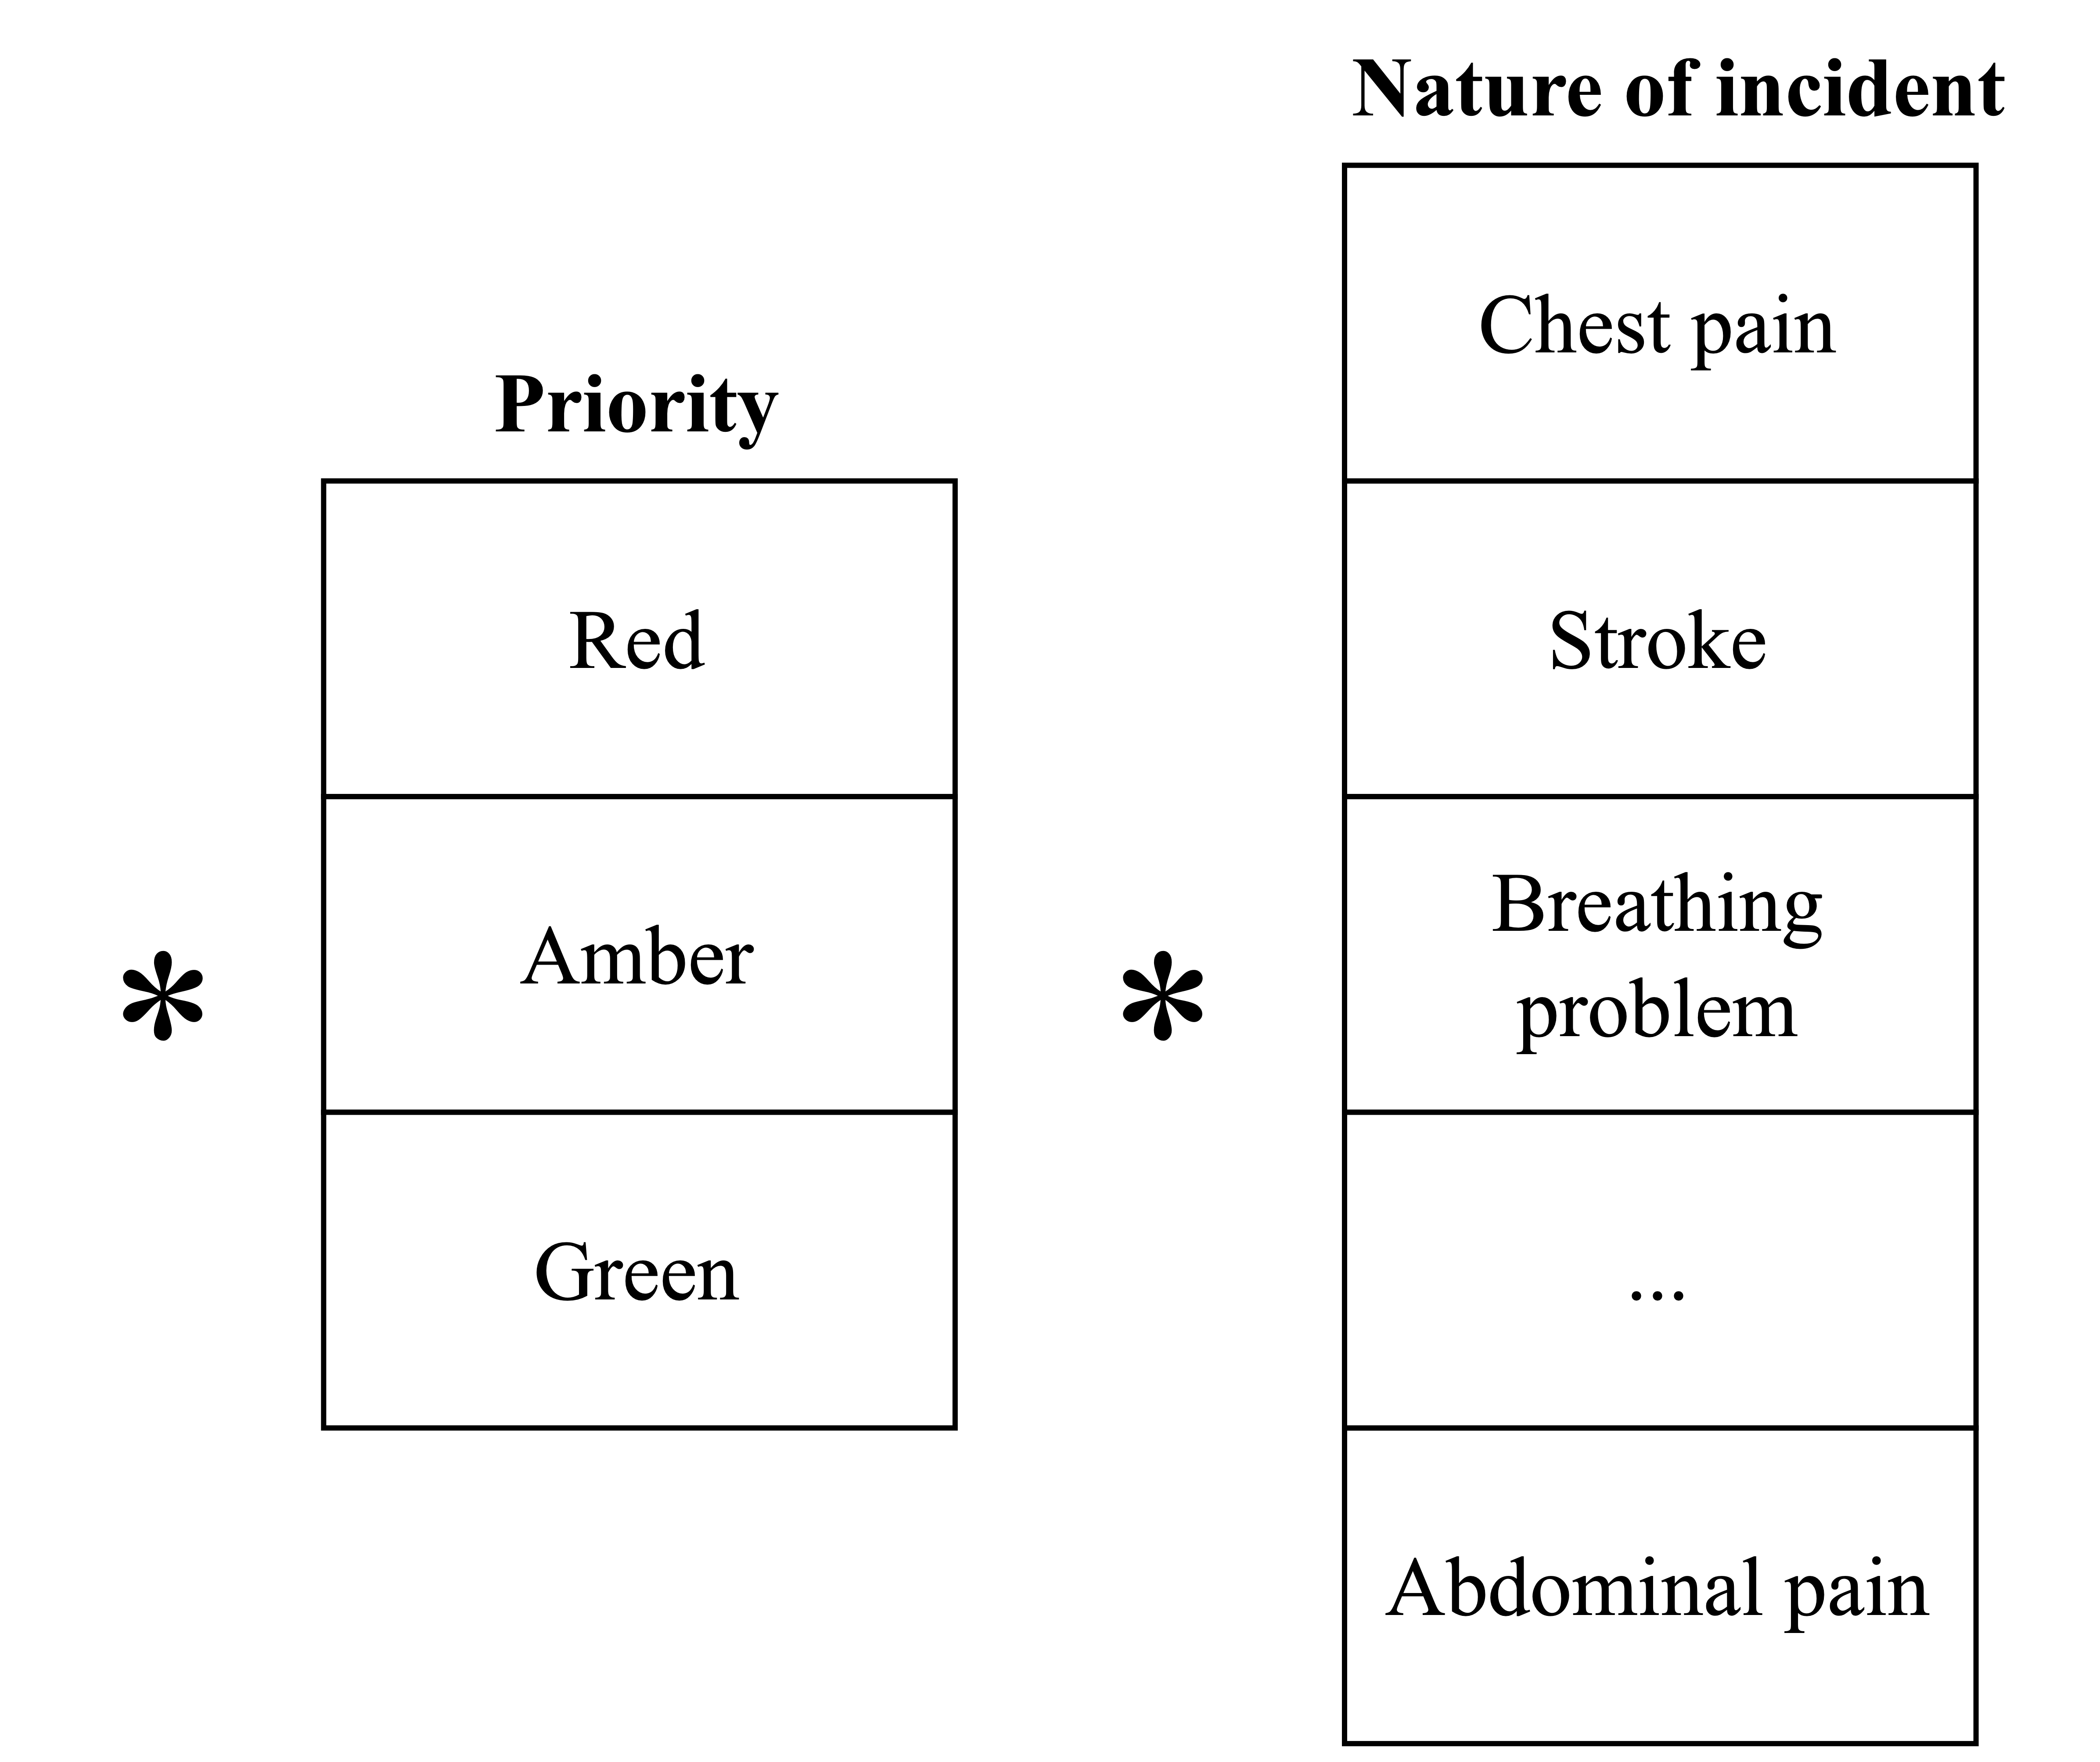 *
Priority
Red
Amber
Green
*
Nature of incident
Chest pain
Stroke
Breathing
problem
...
Abdominal pain